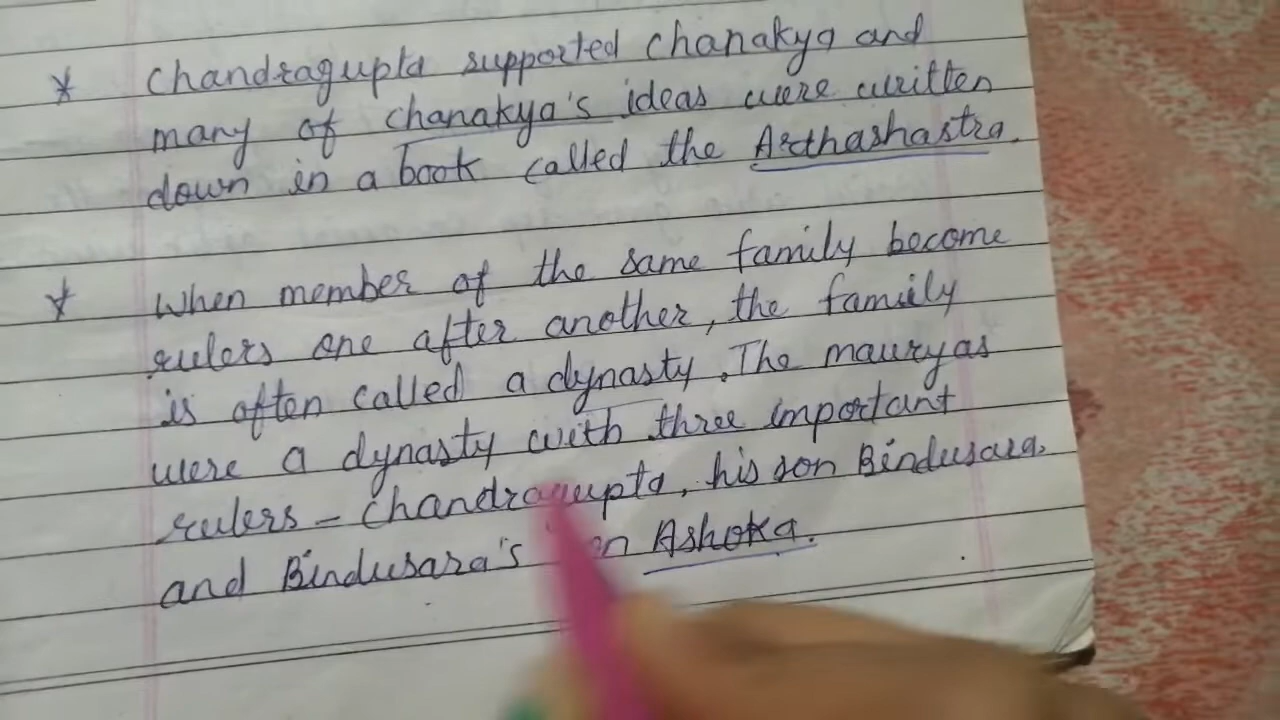 * Chandragupta supported Chanakya and
many of Chanakya's ideas were written
down in a book called the Arthashastra.
* When member of the same family become
rulers one after another, the family
is often called a dynasty. The mauryas
were a dynasty with three important
rulers - Chandragupta, his son Bindusara,
and Bindusara's Ashoka.